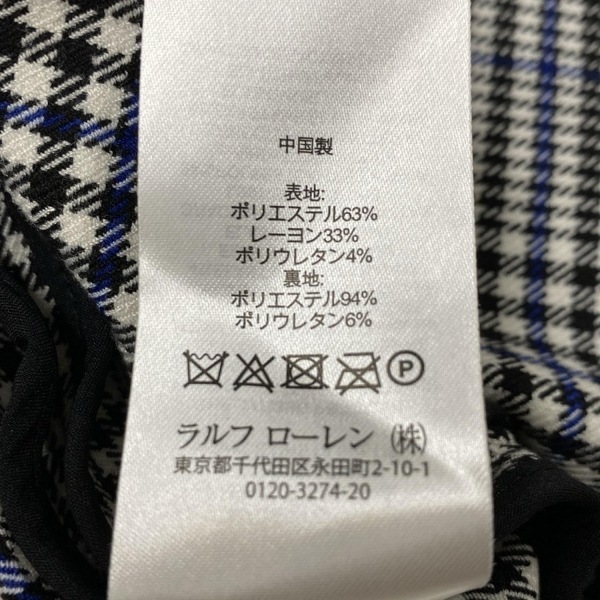 中国製
表地:
ポリエステル63%
レーヨン33%
ポリウレタン4%
裏地:
ポリエステル94%
ポリウレタン6%
P
ラルフ ローレン (株)
東京都千代田区永田町2-10-1
0120-3274-20